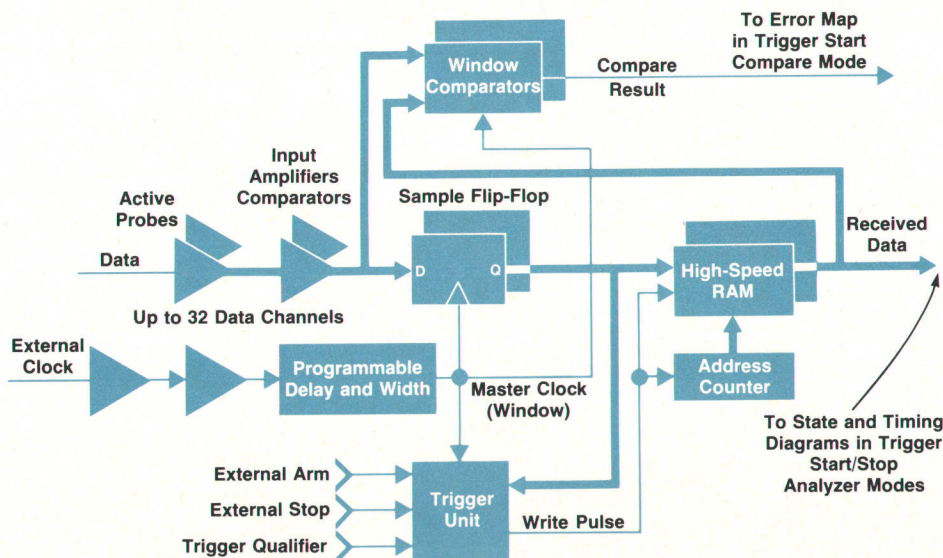 To Error Map
in Trigger Start
Compare Mode
Window
Comparators
Compare
Result
Input
Amplifiers
Comparators
Active
Probes
Sample Flip-Flop
Received
Data
Data
D
Q
High-Speed
RAM
Up to 32 Data Channels
External
Clock
Programmable
Delay and Width
Master Clock
(Window)
Address
Counter
To State and Timing
Diagrams in Trigger
Start/Stop
Analyzer Modes
External Arm
External Stop
Trigger Qualifier
Trigger
Unit
Write Pulse